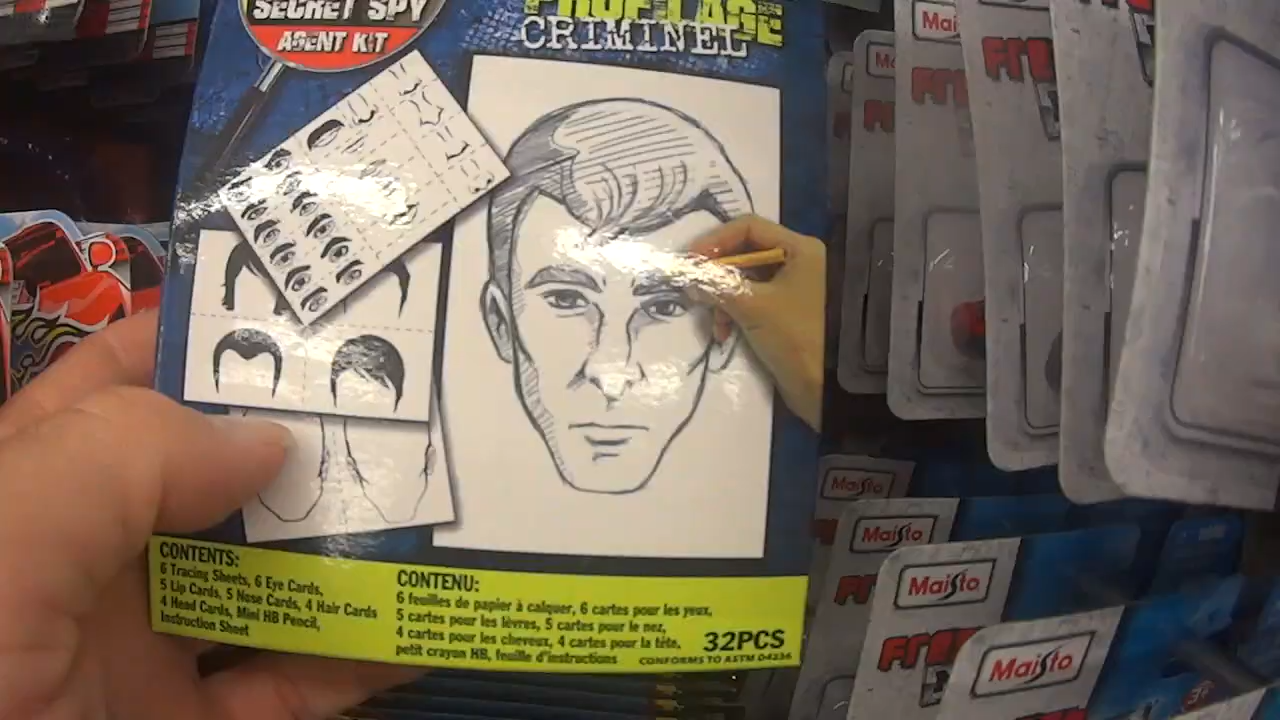 SECRET SPY
AGENT KIT
PROFILAGE
CRIMINEL
CONTENTS:
6 Tracing Sheets, 6 Eye Cards,
5 Lip Cards, 5 Nose Cards, 4 Hair Cards
4 Head Cards, Mini HB Pencil,
Instruction Sheet
CONTENU:
6 feuilles de papier à calquer, 6 cartes pour les yeux,
5 cartes pour les lèvres, 5 cartes pour le nez,
4 cartes pour les cheveux, 4 cartes pour la tête,
petit crayon HB, feuille d'instructions
32PCS
CONFORMS TO ASTM D4236
Maisto
Maisto
Maisto
Maisto